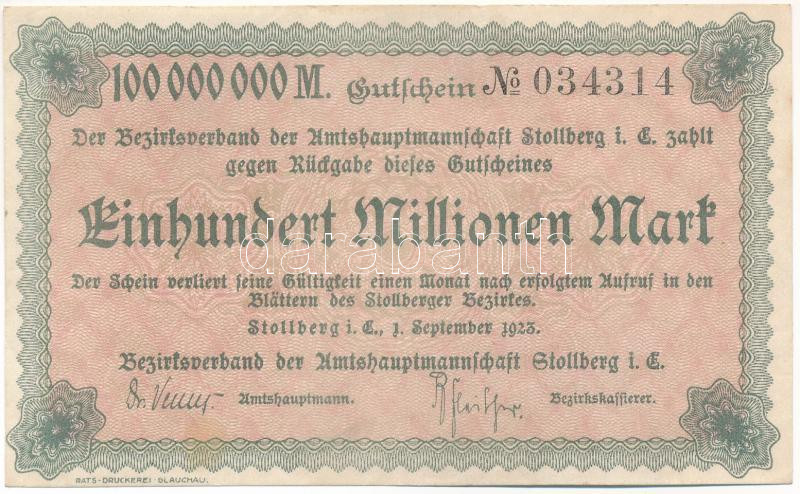 100 000 000 M. Gutschein № 034314
Der Bezirksverband der Amtshauptmannschaft Stollberg i. E. zahlt
gegen Rückgabe dieses Gutscheines
Einhundert Millionen Mark
darabanth
Der Schein verliert seine Gültigkeit einen Monat nach erfolgtem Aufruf in den
Blättern des Stollberger Bezirkes.
Stollberg i. E., 1. September 1923.
Bezirksverband der Amtshauptmannschaft Stollberg i. E.
Amtshauptmann. Bezirkskassierer.
RATS-DRUCKEREI GLAUCHAU.